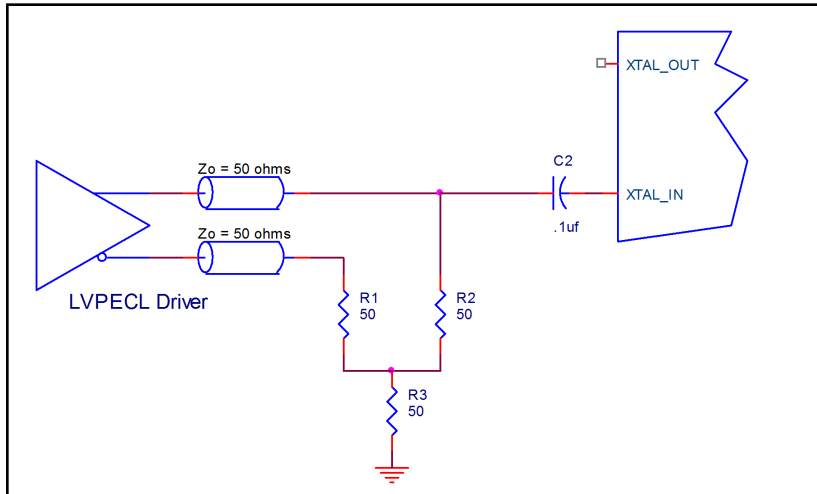 XTAL_OUT
Zo = 50 ohms
C2
XTAL_IN
.1uf
Zo = 50 ohms
LVPECL Driver
R1
50
R2
50
R3
50